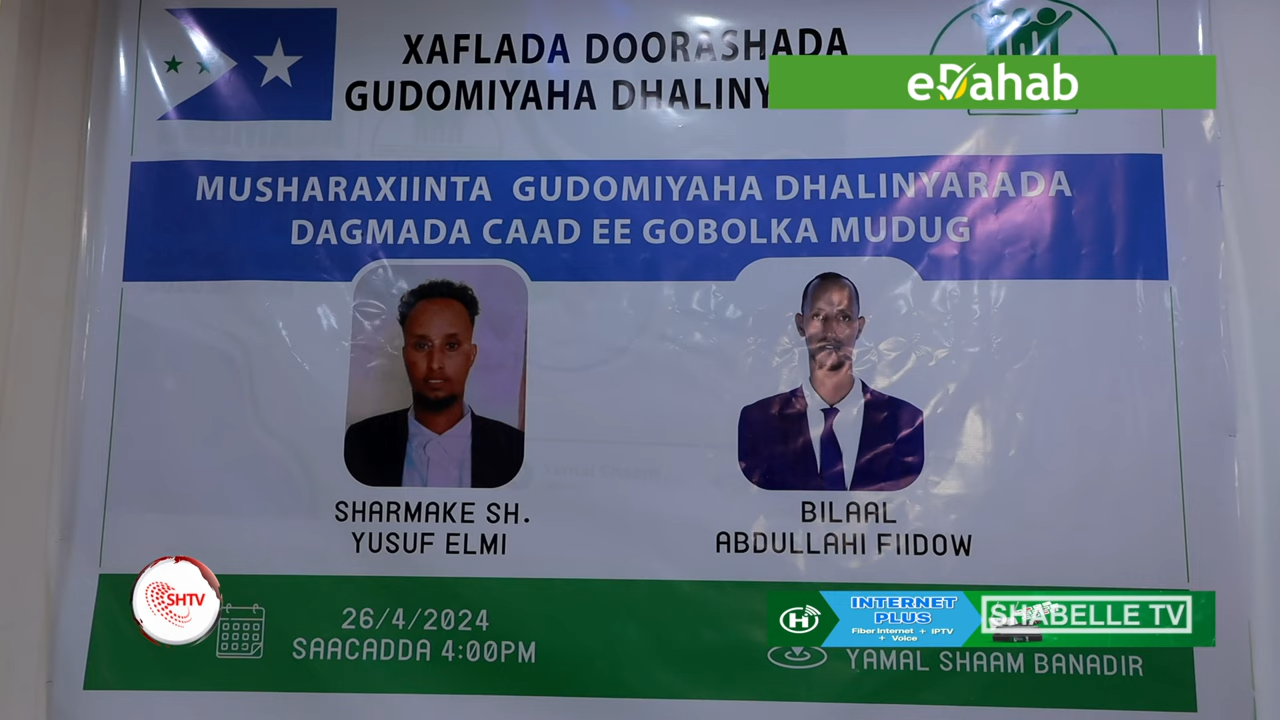 XAFLADA DOORASHADA
GUDOMIYAHA
eDahab
MUSHARAXIINTA GUDOMIYAHA DHALINYARADA
DAGMADA CAAD EE GOBOLKA MUDUG
SHARMAKE SH.
YUSUF ELMI
BILAAL
ABDULLAHI FIIDOW
SHTV
26/4/2024
SAACADDA 4:00PM
H
INTERNET
PLUS
Fiber Internet + IPTV
+ Voice
SHABELLE TV
YAMAL SHAAM BANADIR